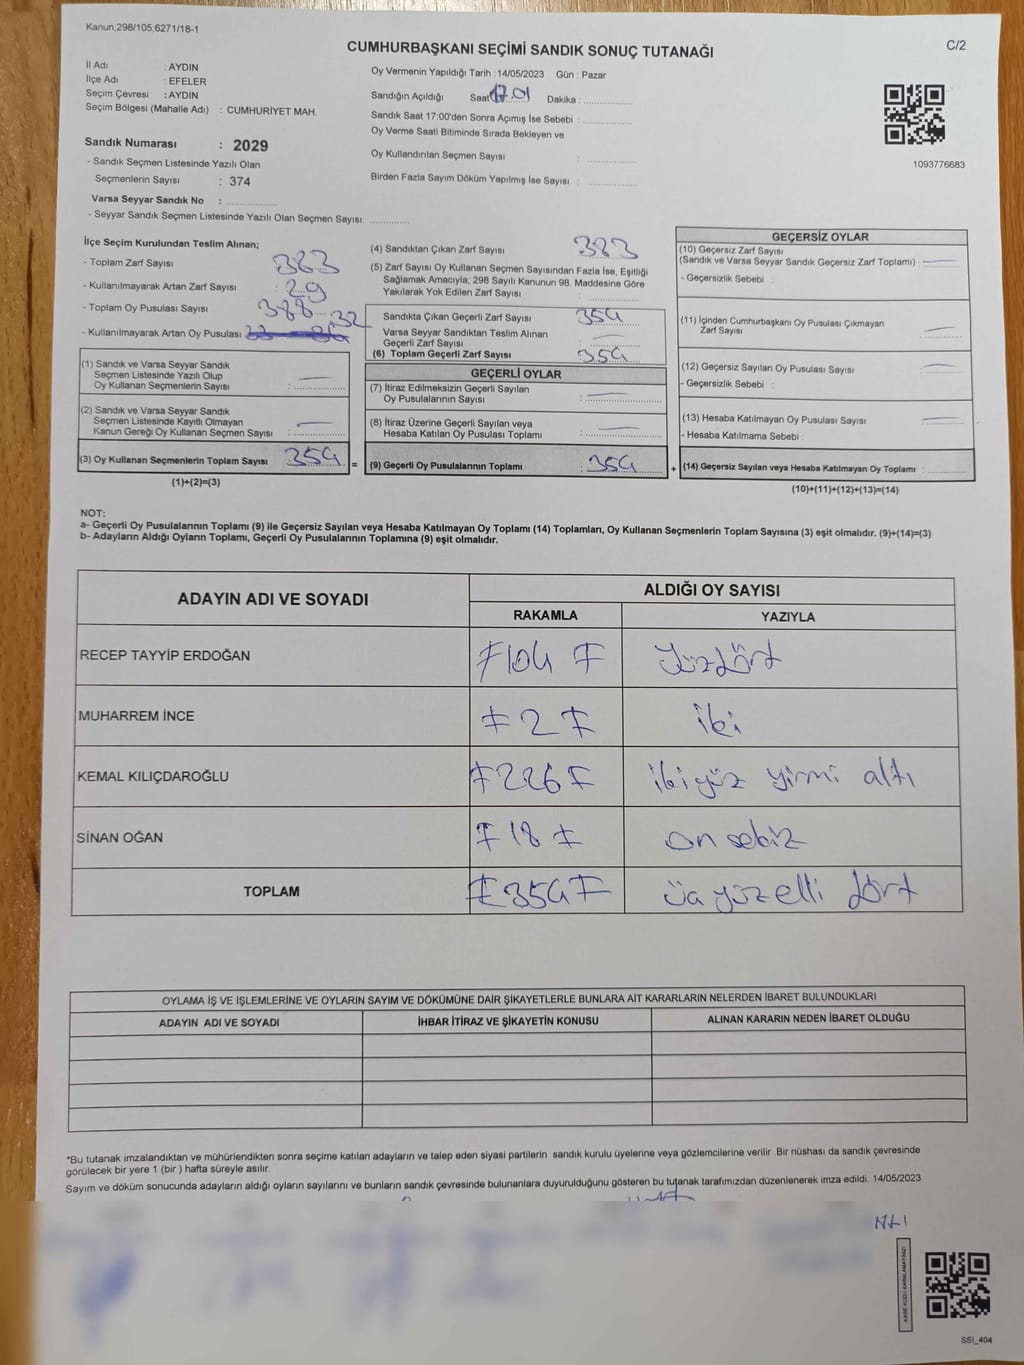 Kanun;298/105,6271/18-1
C/2
CUMHURBAŞKANI SEÇİMİ SANDIK SONUÇ TUTANAĞI
İl Adı : AYDIN
İlçe Adı : EFELER
Seçim Çevresi : AYDIN
Seçim Bölgesi (Mahalle Adı) : CUMHURİYET MAH.
Sandık Numarası : 2029
- Sandık Seçmen Listesinde Yazılı Olan
Seçmenlerin Sayısı : 374
Varsa Seyyar Sandık No : ................
- Seyyar Sandık Seçmen Listesinde Yazılı Olan Seçmen Sayısı: ............
Oy Vermenin Yapıldığı Tarih :14/05/2023 Gün : Pazar
Sandığın Açıldığı Saat 17.01 Dakika : ................
Sandık Saat 17:00'den Sonra Açımış İse Sebebi : ................
Oy Verme Saati Bitiminde Sırada Bekleyen ve
Oy Kullandırılan Seçmen Sayısı : ................
Birden Fazla Sayım Döküm Yapılmış İse Sayısı : ................
1093776683
İlçe Seçim Kurulundan Teslim Alınan;
- Toplam Zarf Sayısı 383
- Kullanılmayarak Artan Zarf Sayısı : 29
- Toplam Oy Pusulası Sayısı : 388
- Kullanılmayarak Artan Oy Pusulası 32
(1) Sandık ve Varsa Seyyar Sandık
Seçmen Listesinde Yazılı Olup
Oy Kullanan Seçmenlerin Sayısı : —
(2) Sandık ve Varsa Seyyar Sandık
Seçmen Listesinde Kayıtlı Olmayan
Kanun Gereği Oy Kullanan Seçmen Sayısı : —
(3) Oy Kullanan Seçmenlerin Toplam Sayısı 354 =
(1)+(2)=(3)
(4) Sandıktan Çıkan Zarf Sayısı : 383
(5) Zarf Sayısı Oy Kullanan Seçmen Sayısından Fazla İse, Eşitliği
Sağlamak Amacıyla; 298 Sayılı Kanunun 98. Maddesine Göre
Yakılarak Yok Edilen Zarf Sayısı : ................
Sandıkta Çıkan Geçerli Zarf Sayısı : 354
Varsa Seyyar Sandıktan Teslim Alınan
Geçerli Zarf Sayısı : —
(6) Toplam Geçerli Zarf Sayısı : 354
GEÇERLİ OYLAR
(7) İtiraz Edilmeksizin Geçerli Sayılan
Oy Pusulalarının Sayısı : —
(8) İtiraz Üzerine Geçerli Sayılan veya
Hesaba Katılan Oy Pusulası Toplamı : —
(9) Geçerli Oy Pusulalarının Toplamı : 354 +
GEÇERSİZ OYLAR
(10) Geçersiz Zarf Sayısı
(Sandık ve Varsa Seyyar Sandık Geçersiz Zarf Toplamı) : —
- Geçersizlik Sebebi :
(11) İçinden Cumhurbaşkanı Oy Pusulası Çıkmayan
Zarf Sayısı : —
(12) Geçersiz Sayılan Oy Pusulası Sayısı : —
- Geçersizlik Sebebi :
(13) Hesaba Katılmayan Oy Pusulası Sayısı : —
- Hesaba Katılmama Sebebi :
(14) Geçersiz Sayılan veya Hesaba Katılmayan Oy Toplamı : ............
(10)+(11)+(12)+(13)=(14)
NOT:
a- Geçerli Oy Pusulalarının Toplamı (9) ile Geçersiz Sayılan veya Hesaba Katılmayan Oy Toplamı (14) Toplamları, Oy Kullanan Seçmenlerin Toplam Sayısına (3) eşit olmalıdır. (9)+(14)=(3)
b- Adayların Aldığı Oyların Toplamı, Geçerli Oy Pusulalarının Toplamına (9) eşit olmalıdır.
ADAYIN ADI VE SOYADI ALDIĞI OY SAYISI
RAKAMLA YAZIYLA
RECEP TAYYİP ERDOĞAN 104 Yüzdört
MUHARREM İNCE 2 iki
KEMAL KILIÇDAROĞLU 226 ikiyüz yirmi altı
SİNAN OĞAN 18 on sekiz
TOPLAM 354 üçyüz elli dört
OYLAMA İŞ VE İŞLEMLERİNE VE OYLARIN SAYIM VE DÖKÜMÜNE DAİR ŞİKAYETLERLE BUNLARA AİT KARARLARIN NELERDEN İBARET BULUNDUKLARI
ADAYIN ADI VE SOYADI İHBAR İTİRAZ VE ŞİKAYETİN KONUSU ALINAN KARARIN NEDEN İBARET OLDUĞU
*Bu tutanak imzalandıktan ve mühürlendikten sonra seçime katılan adayların ve talep eden siyasi partilerin sandık kurulu üyelerine veya gözlemcilerine verilir .Bir nüshası da sandık çevresinde
görülecek bir yere 1 (bir ) hafta süreyle asılır.
Sayım ve döküm sonucunda adayların aldığı oyların sayılarını ve bunların sandık çevresinde bulunanlara duyurulduğunu gösteren bu tutanak tarafımızdan düzenlenerek imza edildi. 14/05/2023
KARE KODU KARALAMAYINIZ!
SSI_404